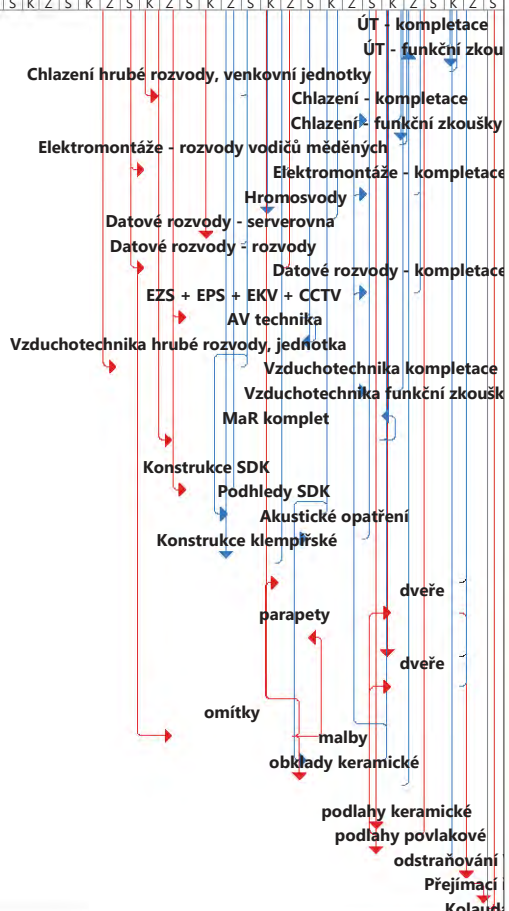 S K Z S K Z S K Z S K Z S K Z S K Z S K Z S K Z S
ÚT - kompletace
ÚT - funkční zkou
Chlazení hrubé rozvody, venkovní jednotky
Chlazení - kompletace
Chlazení - funkční zkoušky
Elektromontáže - rozvody vodičů měděných
Elektromontáže - kompletace
Hromosvody
Datové rozvody - serverovna
Datové rozvody - rozvody
Datové rozvody - kompletace
EZS + EPS + EKV + CCTV
AV technika
Vzduchotechnika hrubé rozvody, jednotka
Vzduchotechnika kompletace
Vzduchotechnika funkční zkoušk
MaR komplet
Konstrukce SDK
Podhledy SDK
Akustické opatření
Konstrukce klempířské
dveře
parapety
dveře
omítky
malby
obklady keramické
podlahy keramické
podlahy povlakové
odstraňování
Přejímací
Kolauda